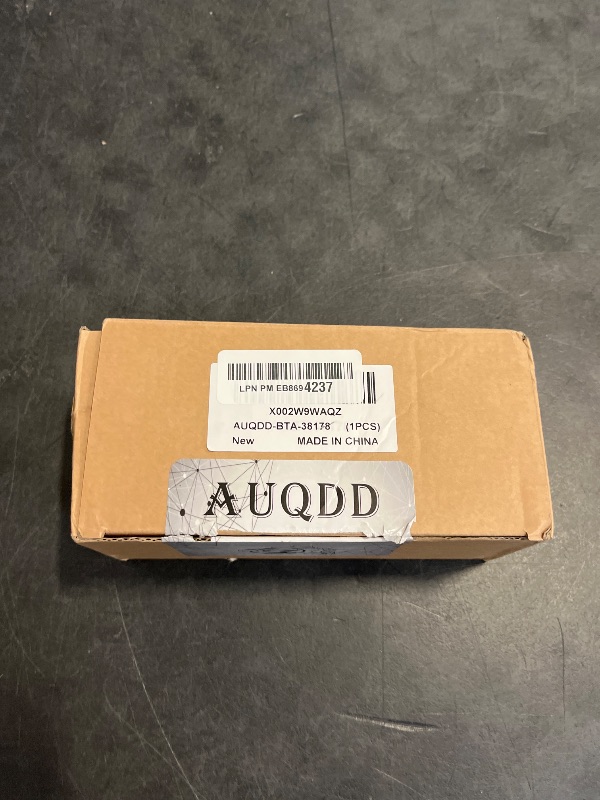 LPN PM EB8694237
X002W9WAQZ
AUQDD-BTA-38178 (1PCS)
New MADE IN CHINA
AUQDD